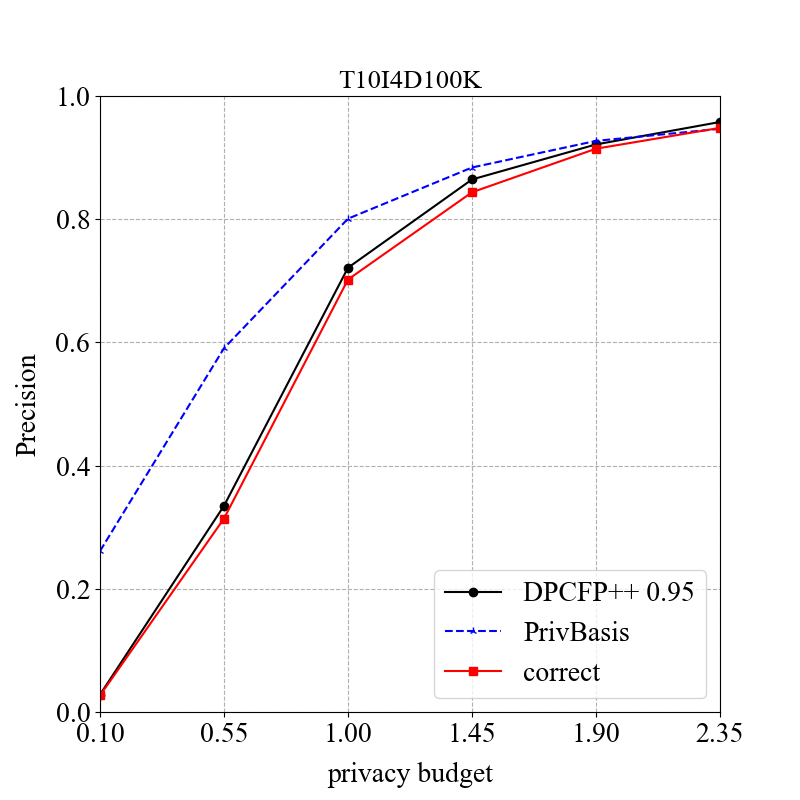 T10I4D100K
1.0
0.8
0.6
0.4
0.2
0.0
Precision
DPCFP++ 0.95
PrivBasis
correct
0.10 0.55 1.00 1.45 1.90 2.35
privacy budget